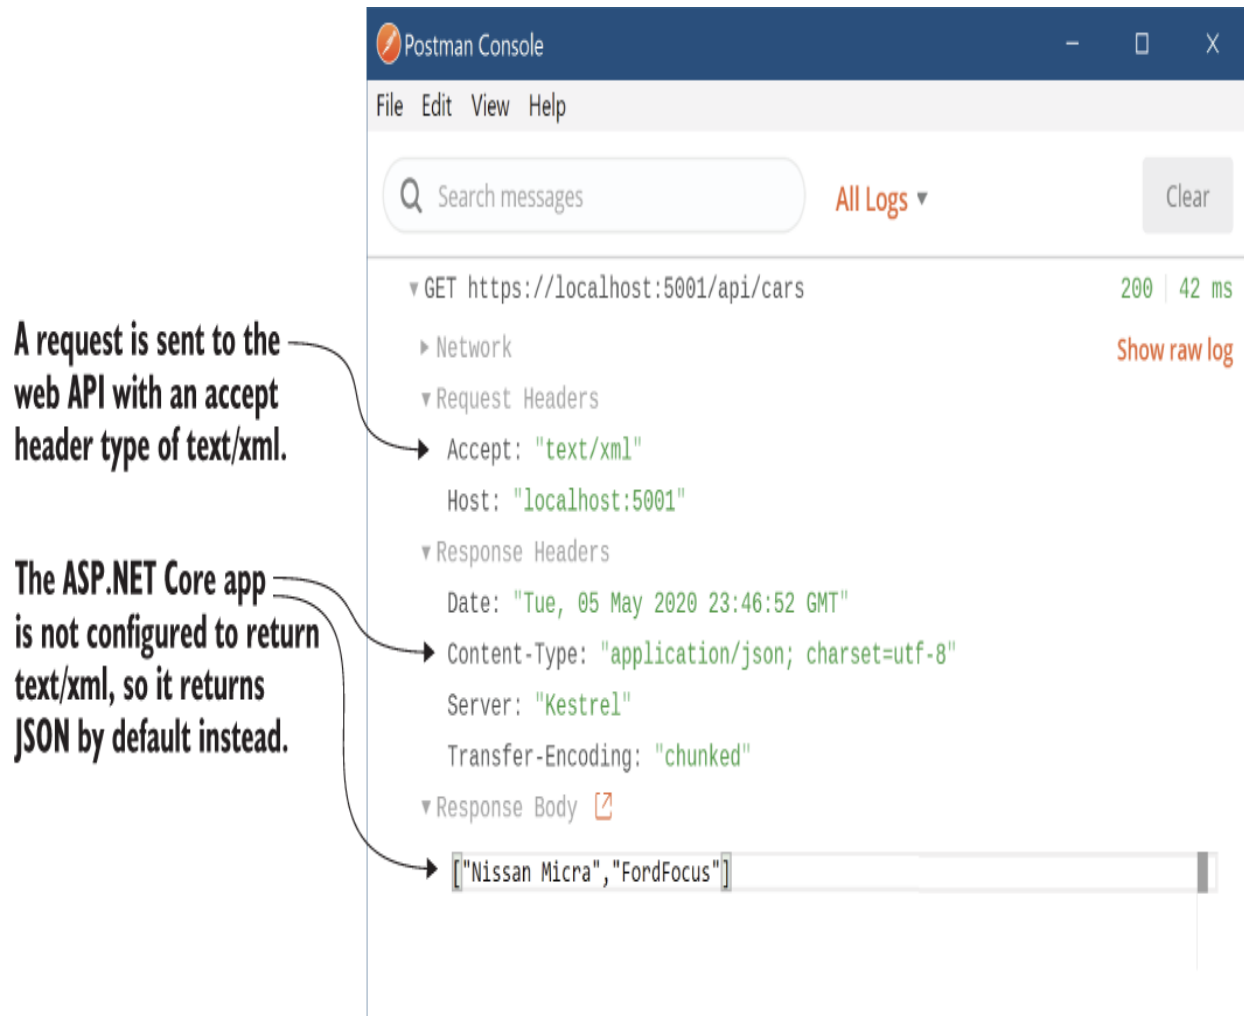 Postman Console
File Edit View Help
Search messages
All Logs
Clear
GET https://localhost:5001/api/cars
200
42 ms
Network
Show raw log
Request Headers
Accept: "text/xml"
Host: "localhost:5001"
Response Headers
Date: "Tue, 05 May 2020 23:46:52 GMT"
Content-Type: "application/json; charset=utf-8"
Server: "Kestrel"
Transfer-Encoding: "chunked"
Response Body
["Nissan Micra","FordFocus"]
A request is sent to the
web API with an accept
header type of text/xml.
The ASP.NET Core app
is not configured to return
text/xml, so it returns
JSON by default instead.